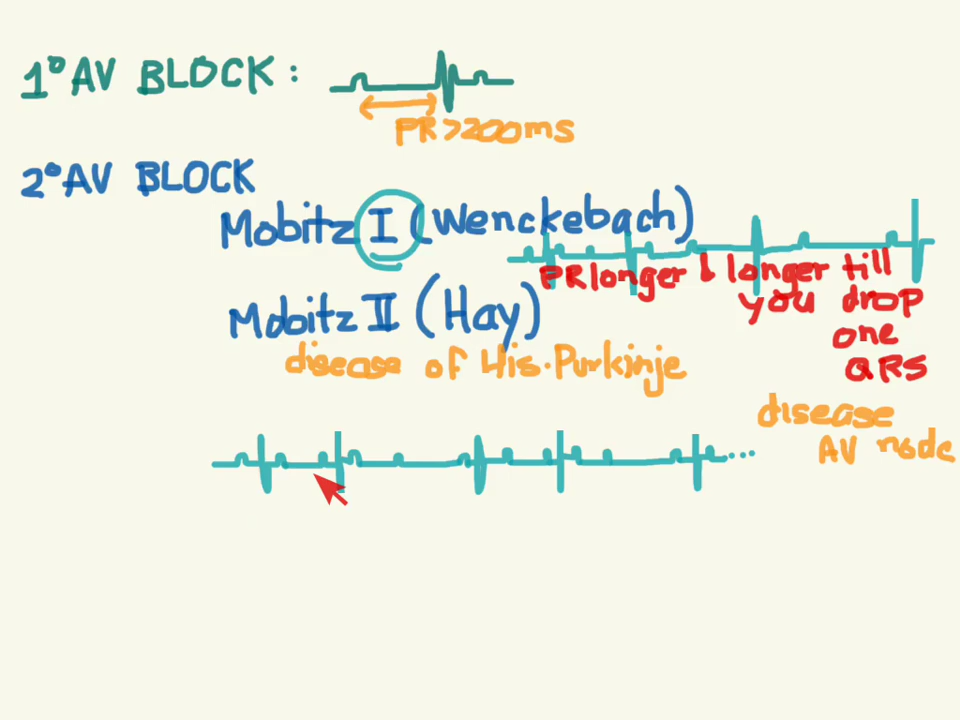 1° AV BLOCK:
PR>200ms
2° AV BLOCK
Mobitz I (Wenckebach)
PR longer & longer till
you drop
one
QRS
Mobitz II (Hay)
disease of His-Purkinje
disease
AV node
...